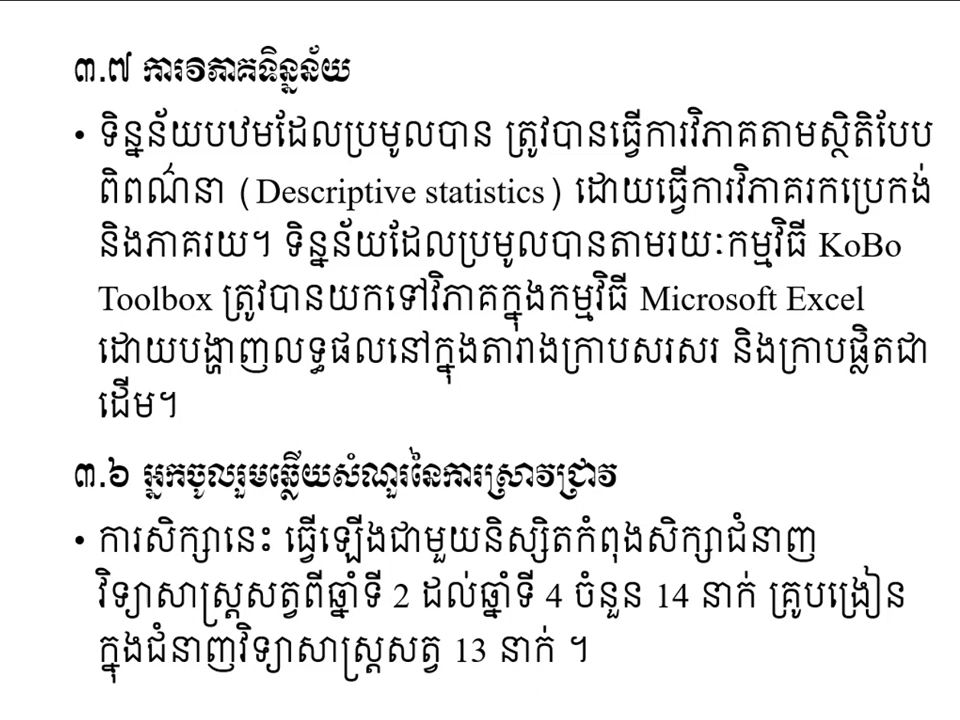 ៣.៧ ការវិភាគទិន្នន័យ
• ទិន្នន័យបឋមដែលប្រមូលបាន ត្រូវបានធ្វើការវិភាគតាមស្ថិតិបែប
ពិពណ៌នា (Descriptive statistics) ដោយធ្វើការវិភាគរកប្រេកង់
និងភាគរយ។ ទិន្នន័យដែលប្រមូលបានតាមរយៈកម្មវិធី KoBo
Toolbox ត្រូវបានយកទៅវិភាគក្នុងកម្មវិធី Microsoft Excel
ដោយបង្ហាញលទ្ធផលនៅក្នុងតារាងក្រាបសរសរ និងក្រាបផ្លិតជា
ដើម។
៣.៦ អ្នកចូលរួមឆ្លើយសំណួរនៃការស្រាវជ្រាវ
• ការសិក្សានេះ ធ្វើឡើងជាមួយនិស្សិតកំពុងសិក្សាជំនាញ
វិទ្យាសាស្ត្រសត្វពីឆ្នាំទី 2 ដល់ឆ្នាំទី 4 ចំនួន 14 នាក់ គ្រូបង្រៀន
ក្នុងជំនាញវិទ្យាសាស្ត្រសត្វ 13 នាក់ ។